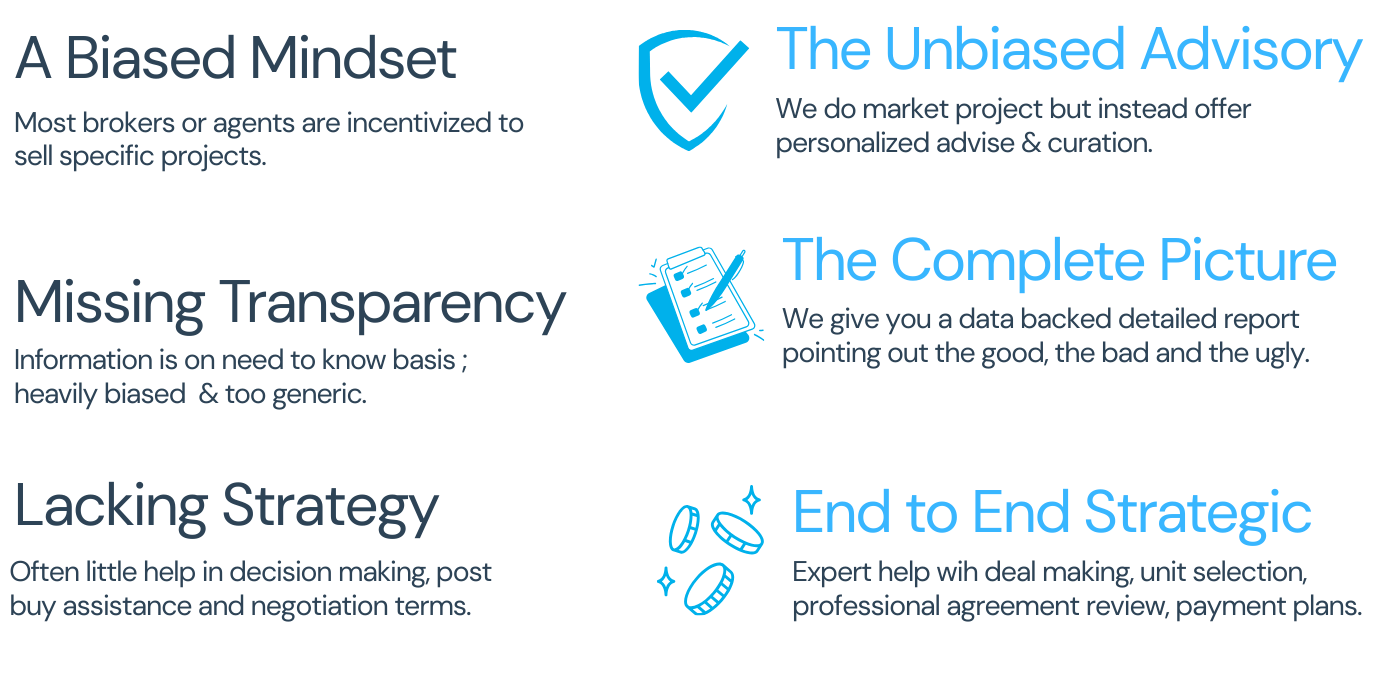 A Biased Mindset
Most brokers or agents are incentivized to
sell specific projects.
The Unbiased Advisory
We do market project but instead offer
personalized advise & curation.
Missing Transparency
Information is on need to know basis ;
heavily biased & too generic.
The Complete Picture
We give you a data backed detailed report
pointing out the good, the bad and the ugly.
Lacking Strategy
Often little help in decision making, post
buy assistance and negotiation terms.
End to End Strategic
Expert help wih deal making, unit selection,
professional agreement review, payment plans.